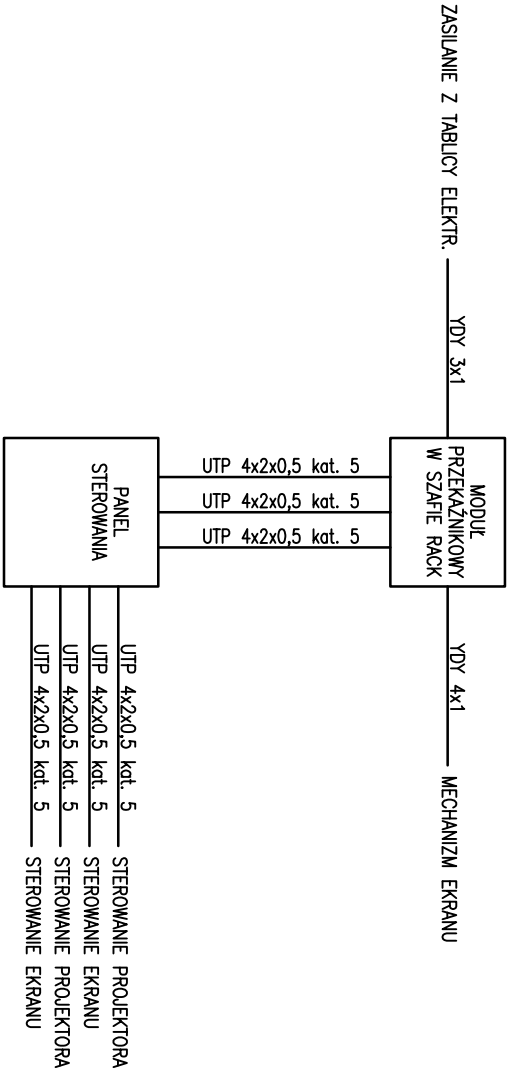 ZASILANIE Z TABLICY ELEKTR.
YDY 3x1
MODUŁ
PRZEKAŹNIKOWY
W SZAFIE RACK
YDY 4x1
MECHANIZM EKRANU
UTP 4x2x0,5 kat. 5
UTP 4x2x0,5 kat. 5
UTP 4x2x0,5 kat. 5
PANEL
STEROWANIA
UTP 4x2x0,5 kat. 5
STEROWANIE PROJEKTORA
UTP 4x2x0,5 kat. 5
STEROWANIE EKRANU
UTP 4x2x0,5 kat. 5
STEROWANIE PROJEKTORA
UTP 4x2x0,5 kat. 5
STEROWANIE EKRANU